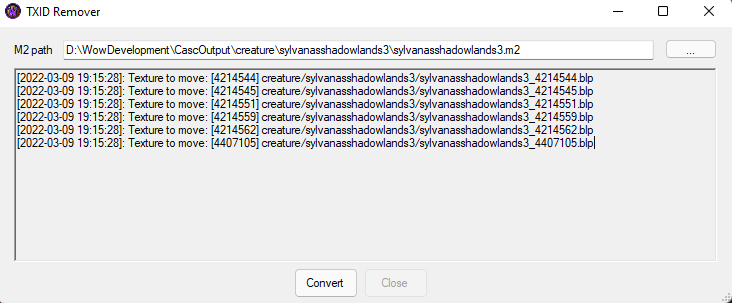 TXID Remover
M2 path D:\WowDevelopment\CascOutput\creature\sylvanasshadowlands3\sylvanasshadowlands3.m2 ...
[2022-03-09 19:15:28]: Texture to move: [4214544] creature/sylvanasshadowlands3/sylvanasshadowlands3_4214544.blp
[2022-03-09 19:15:28]: Texture to move: [4214545] creature/sylvanasshadowlands3/sylvanasshadowlands3_4214545.blp
[2022-03-09 19:15:28]: Texture to move: [4214551] creature/sylvanasshadowlands3/sylvanasshadowlands3_4214551.blp
[2022-03-09 19:15:28]: Texture to move: [4214559] creature/sylvanasshadowlands3/sylvanasshadowlands3_4214559.blp
[2022-03-09 19:15:28]: Texture to move: [4214562] creature/sylvanasshadowlands3/sylvanasshadowlands3_4214562.blp
[2022-03-09 19:15:28]: Texture to move: [4407105] creature/sylvanasshadowlands3/sylvanasshadowlands3_4407105.blp
Convert Close